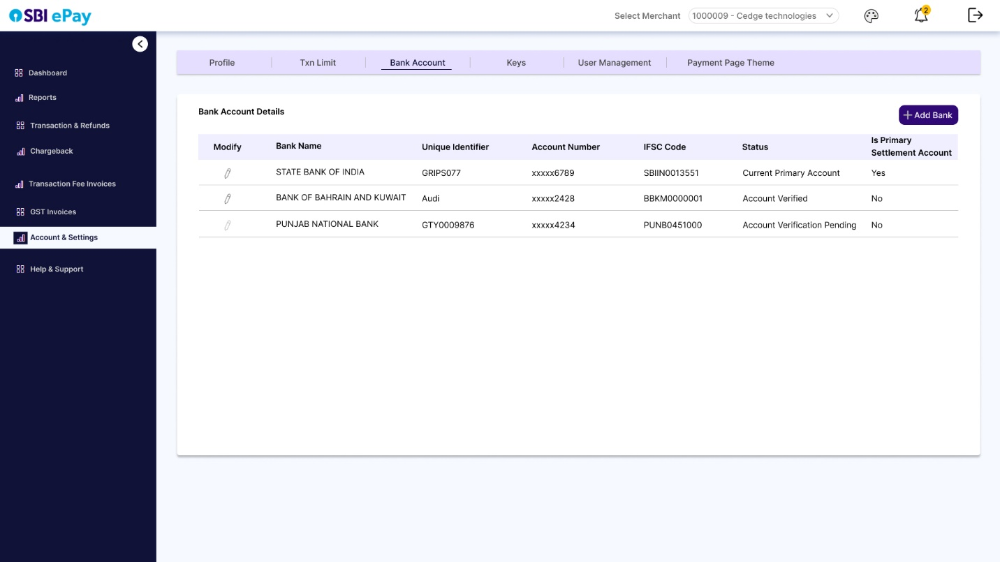 SBI ePay
Select Merchant 1000009 - Cedge technologies 2
Dashboard
Reports
Transaction & Refunds
Chargeback
Transaction Fee Invoices
GST Invoices
Account & Settings
Help & Support
Profile Txn Limit Bank Account Keys User Management Payment Page Theme
Bank Account Details
Add Bank
Modify Bank Name Unique Identifier Account Number IFSC Code Status Is Primary
Settlement Account
STATE BANK OF INDIA GRIPS077 xxxxx6789 SBIIN0013551 Current Primary Account Yes
BANK OF BAHRAIN AND KUWAIT Audi xxxxx2428 BBKM0000001 Account Verified No
PUNJAB NATIONAL BANK GTY0009876 xxxxx4234 PUNB0451000 Account Verification Pending No